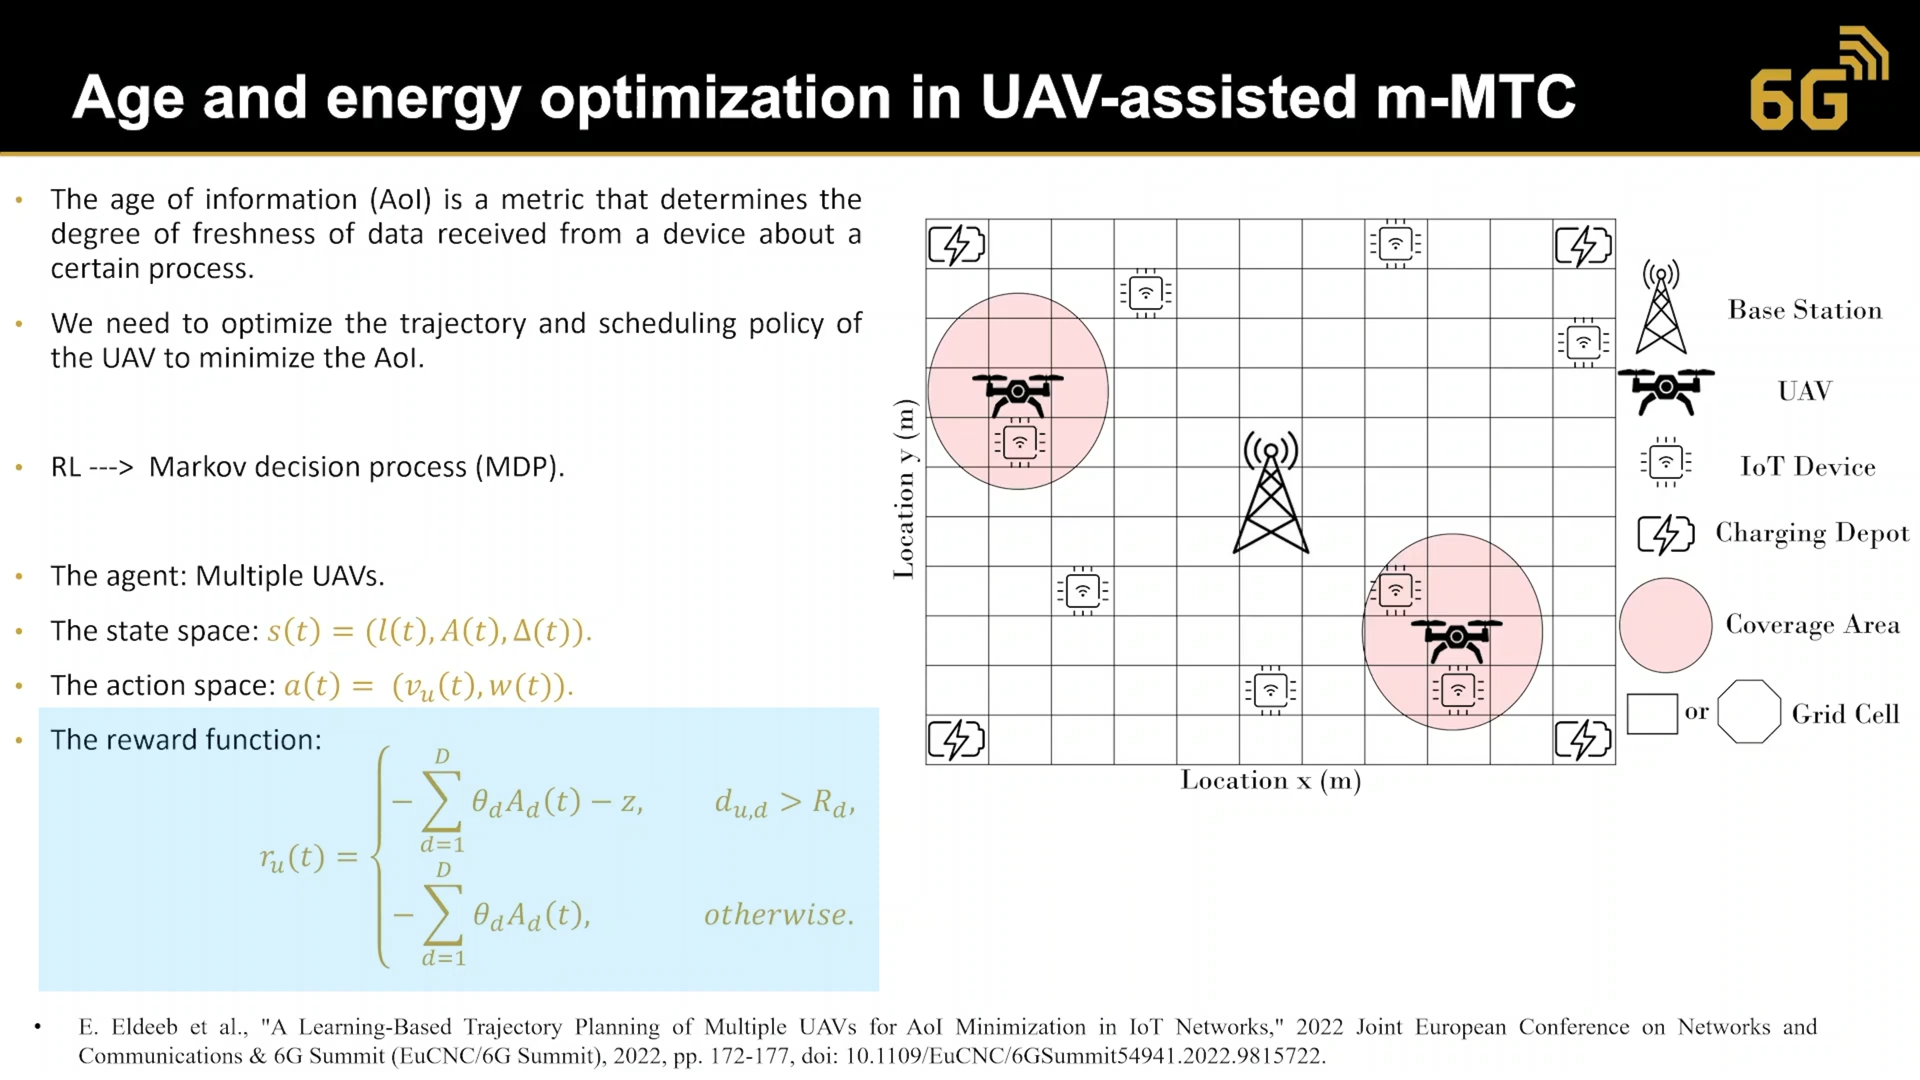 Age and energy optimization in UAV-assisted m-MTC
6G
• The age of information (AoI) is a metric that determines the
degree of freshness of data received from a device about a
certain process.
• We need to optimize the trajectory and scheduling policy of
the UAV to minimize the AoI.
• RL ---> Markov decision process (MDP).
• The agent: Multiple UAVs.
• The state space: s(t) = (l(t), A(t), Δ(t)).
• The action space: a(t) = (v_u(t), w(t)).
• The reward function:
r_u(t) = {
− ∑_{d=1}^{D} θ_d A_d(t) − z, d_{u,d} > R_d,
− ∑_{d=1}^{D} θ_d A_d(t), otherwise.
Location y (m)
Location x (m)
Base Station
UAV
IoT Device
Charging Depot
Coverage Area
or Grid Cell
• E. Eldeeb et al., "A Learning-Based Trajectory Planning of Multiple UAVs for AoI Minimization in IoT Networks," 2022 Joint European Conference on Networks and
Communications & 6G Summit (EuCNC/6G Summit), 2022, pp. 172-177, doi: 10.1109/EuCNC/6GSummit54941.2022.9815722.